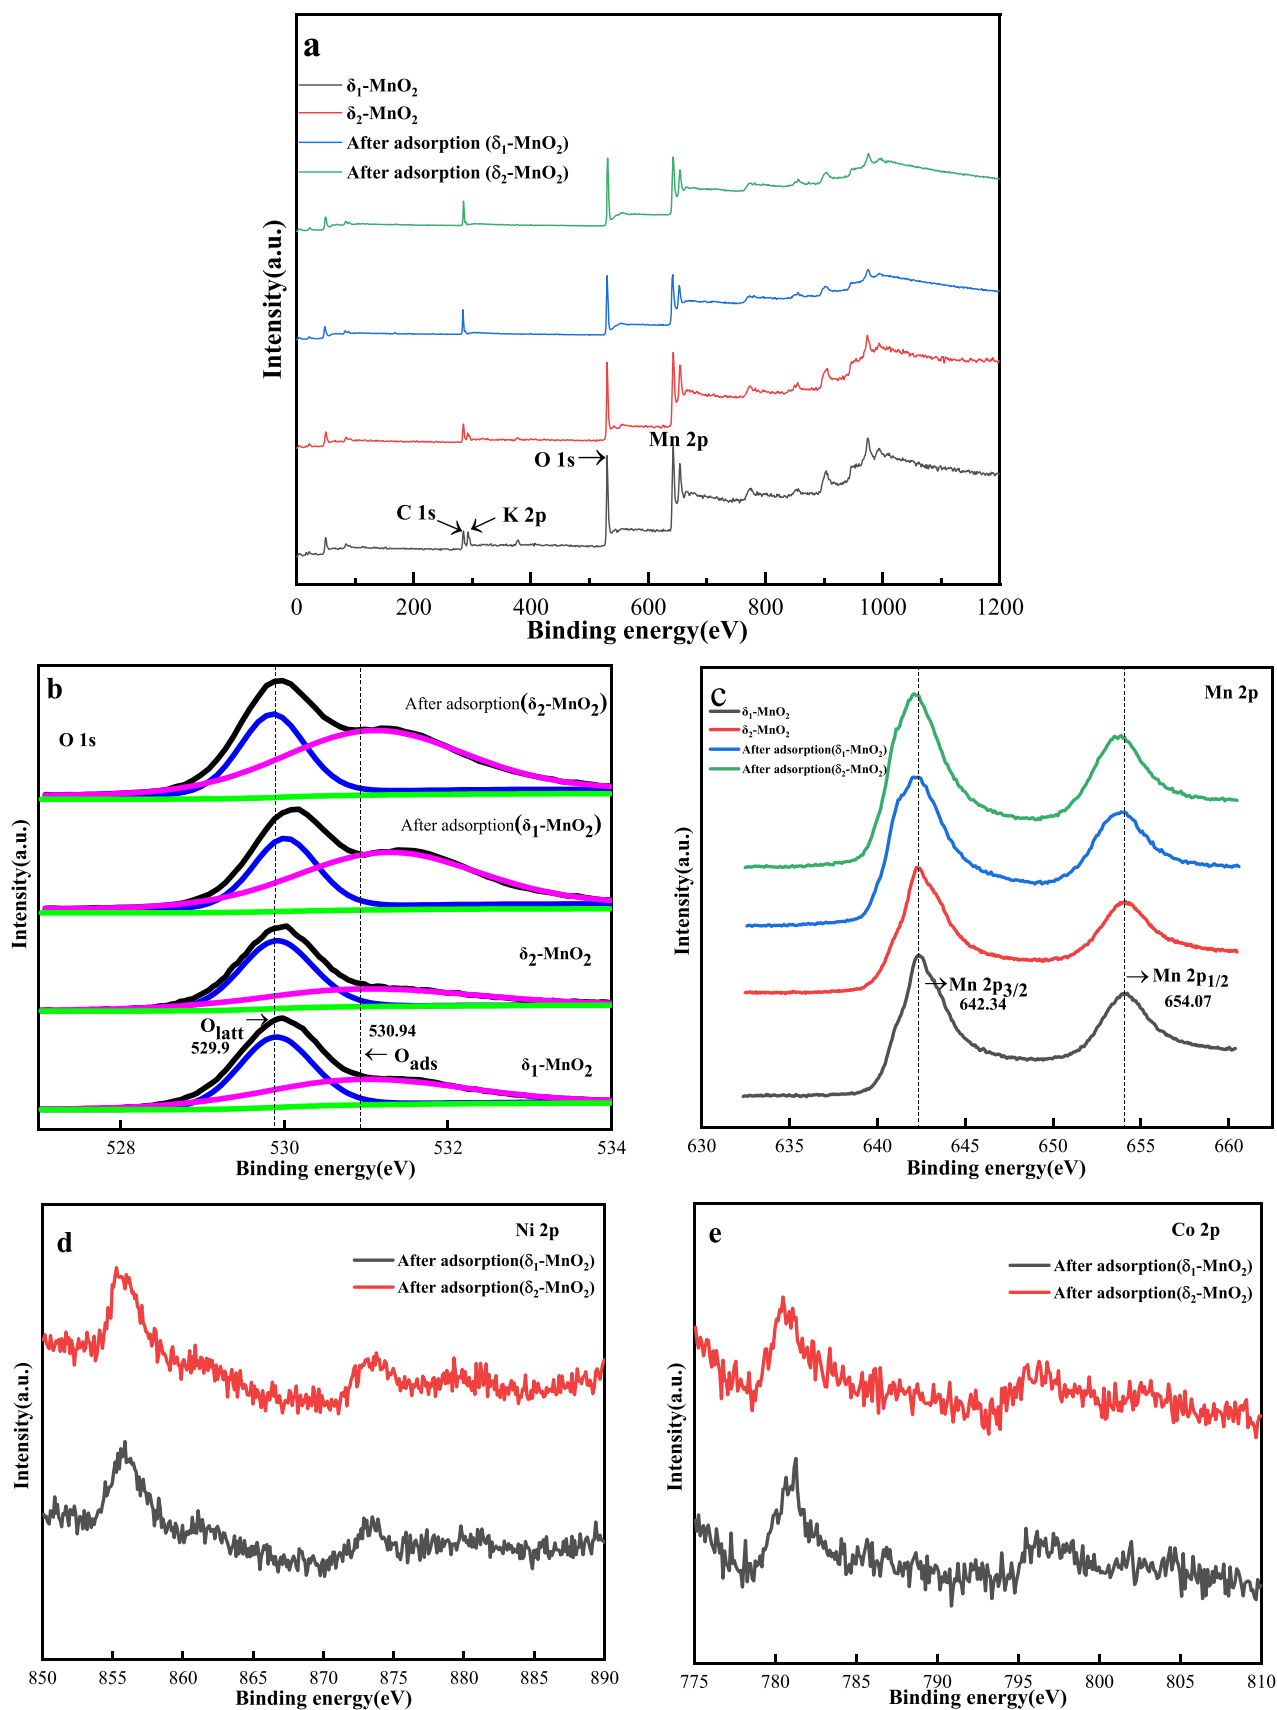 a
δ1-MnO2
δ2-MnO2
After adsorption (δ1-MnO2)
After adsorption (δ2-MnO2)
Intensity(a.u.)
Mn 2p
O 1s
C 1s
K 2p
0 200 400 600 800 1000 1200
Binding energy(eV)
b
After adsorption(δ2-MnO2)
O 1s
After adsorption(δ1-MnO2)
Intensity(a.u.)
δ2-MnO2
Olatt
529.9
530.94
Oads
δ1-MnO2
528 530 532 534
Binding energy(eV)
c
Mn 2p
δ1-MnO2
δ2-MnO2
After adsorption(δ1-MnO2)
After adsorption(δ2-MnO2)
Intensity(a.u.)
Mn 2p3/2
642.34
Mn 2p1/2
654.07
630 635 640 645 650 655 660
Binding energy(eV)
d
Ni 2p
After adsorption(δ1-MnO2)
After adsorption(δ2-MnO2)
Intensity(a.u.)
850 855 860 865 870 875 880 885 890
Binding energy(eV)
e
Co 2p
After adsorption(δ1-MnO2)
After adsorption(δ2-MnO2)
Intensity(a.u.)
775 780 785 790 795 800 805 810
Binding energy(eV)